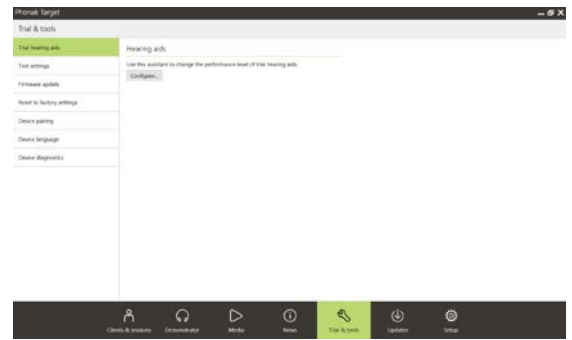 Phonak Target
Trial & tools
Trial hearing aids
Hearing aids
Use this assistant to change the performance level of trial hearing aids.
Configure...
Test settings
Firmware update
Reset to factory settings
Device pairing
Device language
Device diagnostics
Clients & sessions
Demonstrator
Media
News
Trial & tools
Updates
Setup